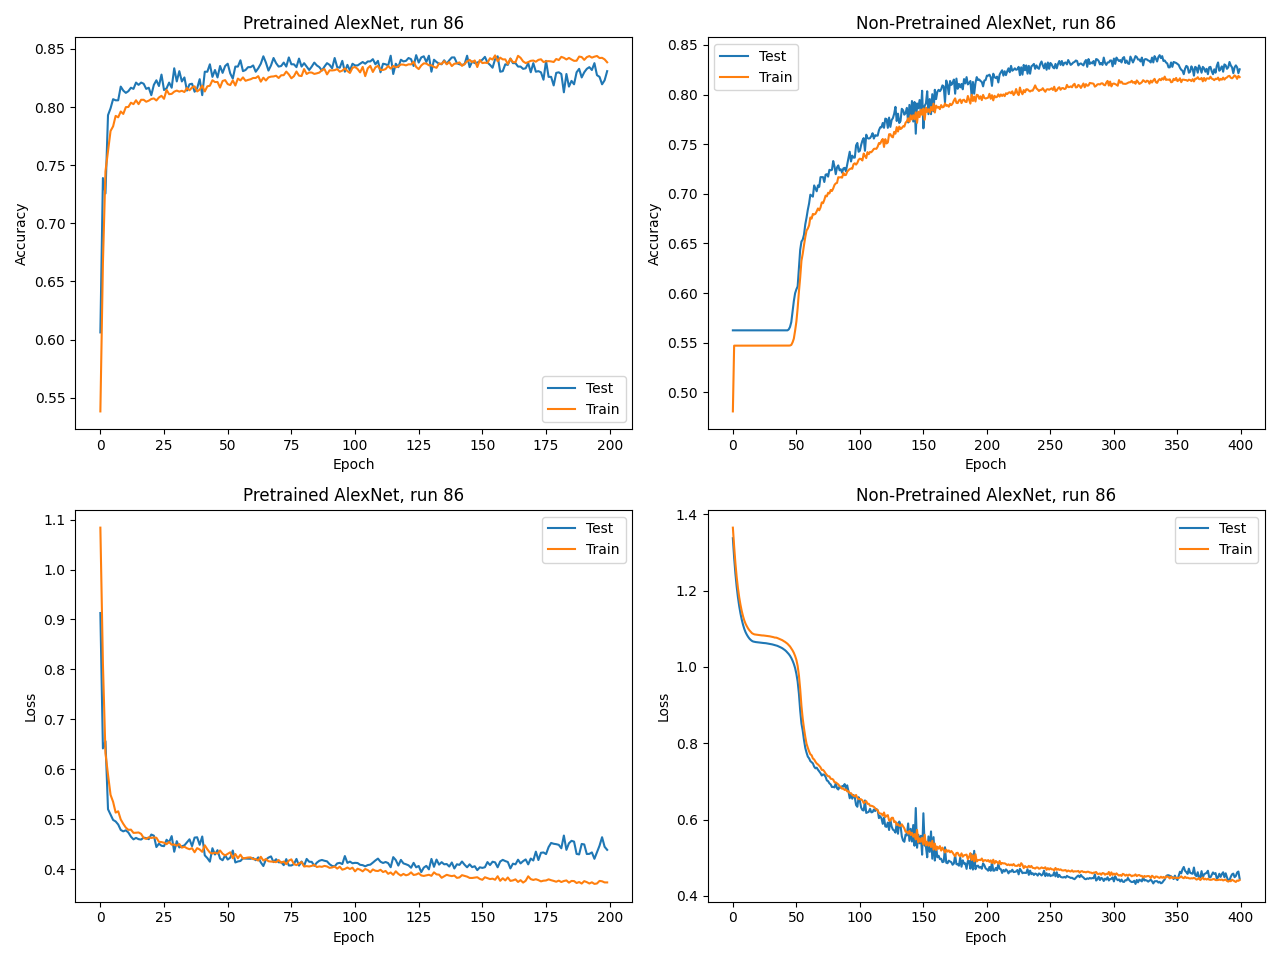 Pretrained AlexNet, run 86
0.85
0.80
0.75
0.70
0.65
0.60
0.55
Accuracy
Test
Train
0 25 50 75 100 125 150 175 200
Epoch
Non-Pretrained AlexNet, run 86
0.85
0.80
0.75
0.70
0.65
0.60
0.55
0.50
Accuracy
Test
Train
0 50 100 150 200 250 300 350 400
Epoch
Pretrained AlexNet, run 86
1.1
1.0
0.9
0.8
0.7
0.6
0.5
0.4
Loss
Test
Train
0 25 50 75 100 125 150 175 200
Epoch
Non-Pretrained AlexNet, run 86
1.4
1.2
1.0
0.8
0.6
0.4
Loss
Test
Train
0 50 100 150 200 250 300 350 400
Epoch